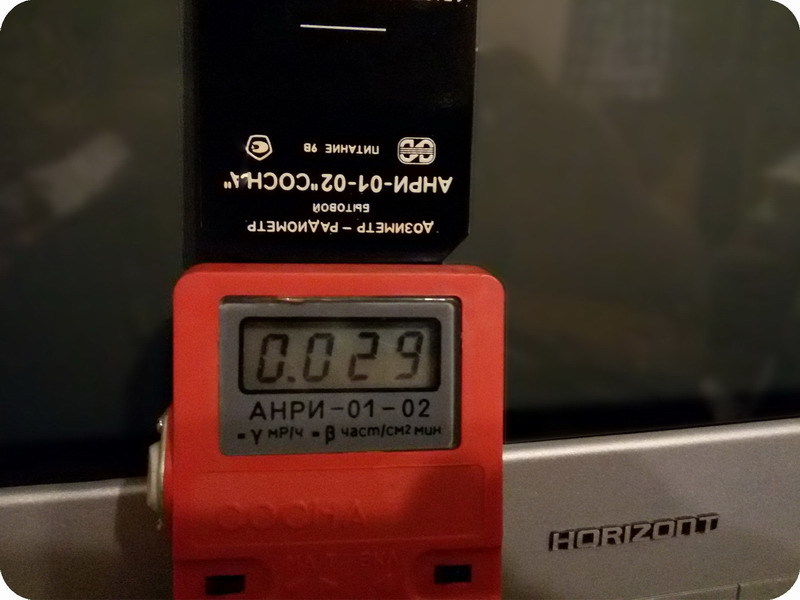 ДОЗИМЕТР – РАДИОМЕТР
БЫТОВОЙ
АНРИ-01-02"СОСНА"
ПИТАНИЕ 9В
0.029
АНРИ-01-02
γ мР/ч β част/см² мин
СОСНА
HORIZONT